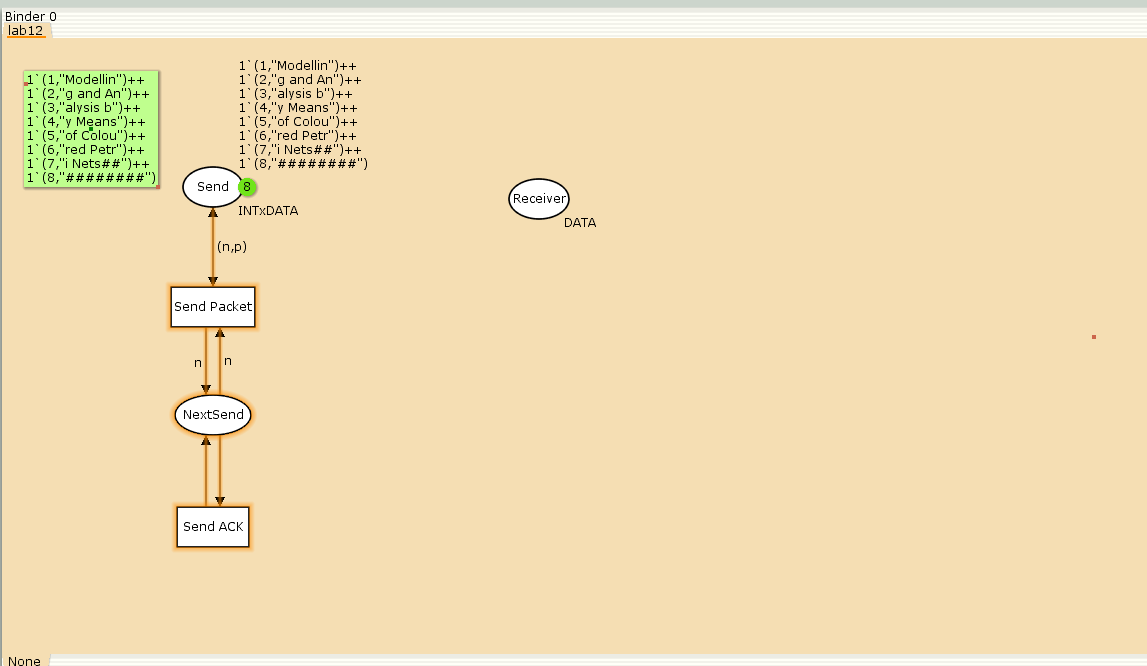 Binder 0
lab12
1`(1,"Modellin")++
1`(2,"g and An")++
1`(3,"alysis b")++
1`(4,"y Means")++
1`(5,"of Colou")++
1`(6,"red Petr")++
1`(7,"i Nets##")++
1`(8,"########")
1`(1,"Modellin")++
1`(2,"g and An")++
1`(3,"alysis b")++
1`(4,"y Means")++
1`(5,"of Colou")++
1`(6,"red Petr")++
1`(7,"i Nets##")++
1`(8,"########")
Send
8
INTxDATA
Receiver
DATA
(n,p)
Send Packet
n
n
NextSend
Send ACK
None